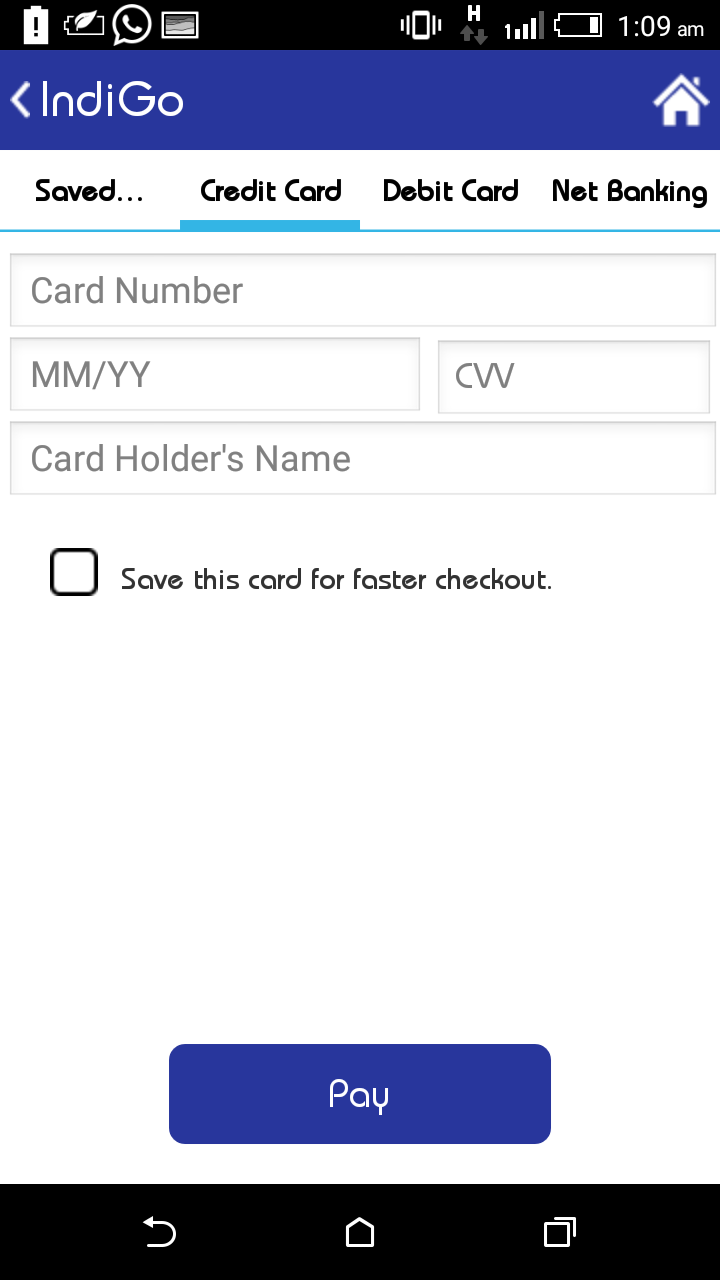 H
1:09 am
IndiGo
Saved... Credit Card Debit Card Net Banking
Card Number
MM/YY CVV
Card Holder's Name
Save this card for faster checkout.
Pay